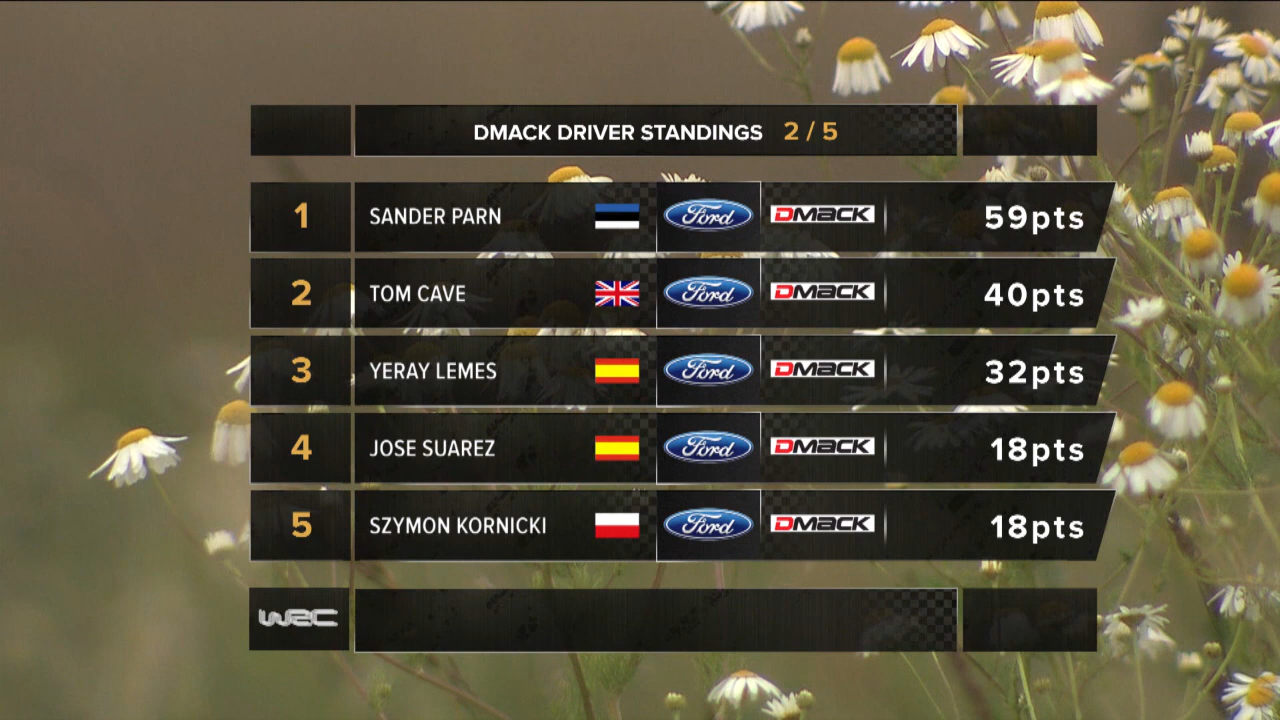 DMACK DRIVER STANDINGS 2 / 5
1 SANDER PARN Ford DMACK 59pts
2 TOM CAVE Ford DMACK 40pts
3 YERAY LEMES Ford DMACK 32pts
4 JOSE SUAREZ Ford DMACK 18pts
5 SZYMON KORNICKI Ford DMACK 18pts
WRC